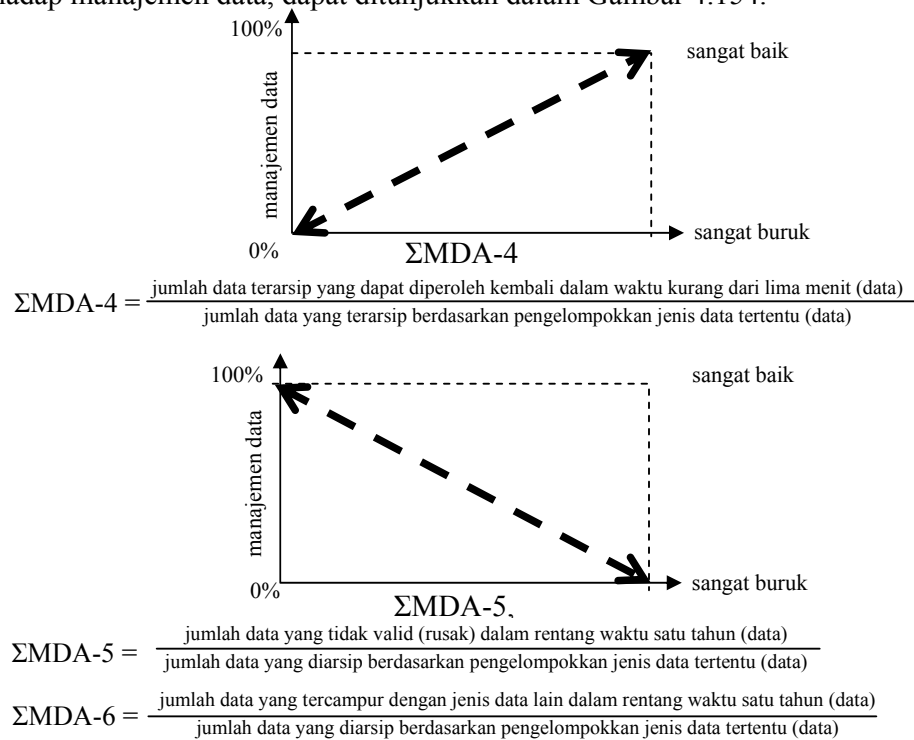 manajemen data, dapat ditunjukkan dalam Gambar 4.154.
100%
sangat baik
manajemen data
0%
sangat buruk
ΣMDA-4
ΣMDA-4 = jumlah data terarsip yang dapat diperoleh kembali dalam waktu kurang dari lima menit (data)
jumlah data yang terarsip berdasarkan pengelompokkan jenis data tertentu (data)
100%
sangat baik
manajemen data
0%
sangat buruk
ΣMDA-5,
ΣMDA-5 = jumlah data yang tidak valid (rusak) dalam rentang waktu satu tahun (data)
jumlah data yang diarsip berdasarkan pengelompokkan jenis data tertentu (data)
ΣMDA-6 = jumlah data yang tercampur dengan jenis data lain dalam rentang waktu satu tahun (data)
jumlah data yang diarsip berdasarkan pengelompokkan jenis data tertentu (data)